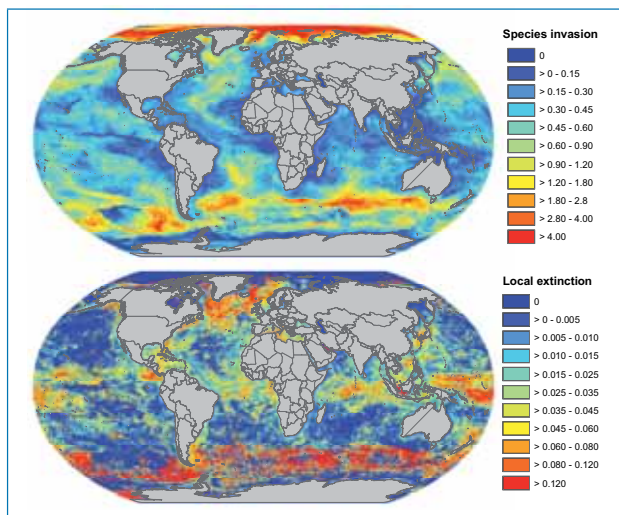 Species invasion
0
> 0 - 0.15
> 0.15 - 0.30
> 0.30 - 0.45
> 0.45 - 0.60
> 0.60 - 0.90
> 0.90 - 1.20
> 1.20 - 1.80
> 1.80 - 2.8
> 2.80 - 4.00
> 4.00
Local extinction
0
> 0 - 0.005
> 0.005 - 0.010
> 0.010 - 0.015
> 0.015 - 0.025
> 0.025 - 0.035
> 0.035 - 0.045
> 0.045 - 0.060
> 0.060 - 0.080
> 0.080 - 0.120
> 0.120